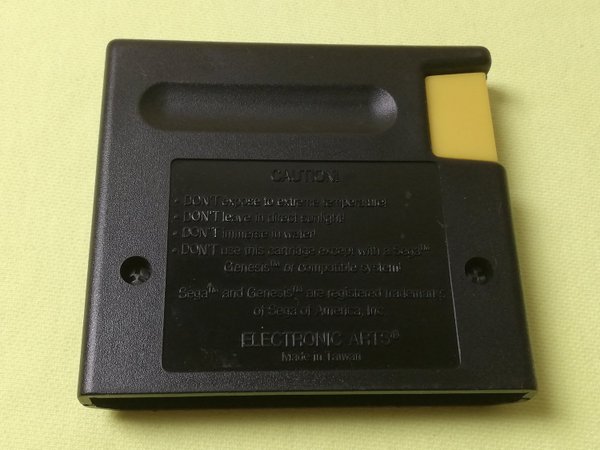 CAUTION!
• DON'T expose to extreme temperature!
• DON'T leave in direct sunlight!
• DON'T immerse in water!
• DON'T use this cartridge except with a Sega™
Genesis™ or compatible system!
Sega™ and Genesis™ are registered trademarks
of Sega of America, Inc.
ELECTRONIC ARTS®
Made in Taiwan